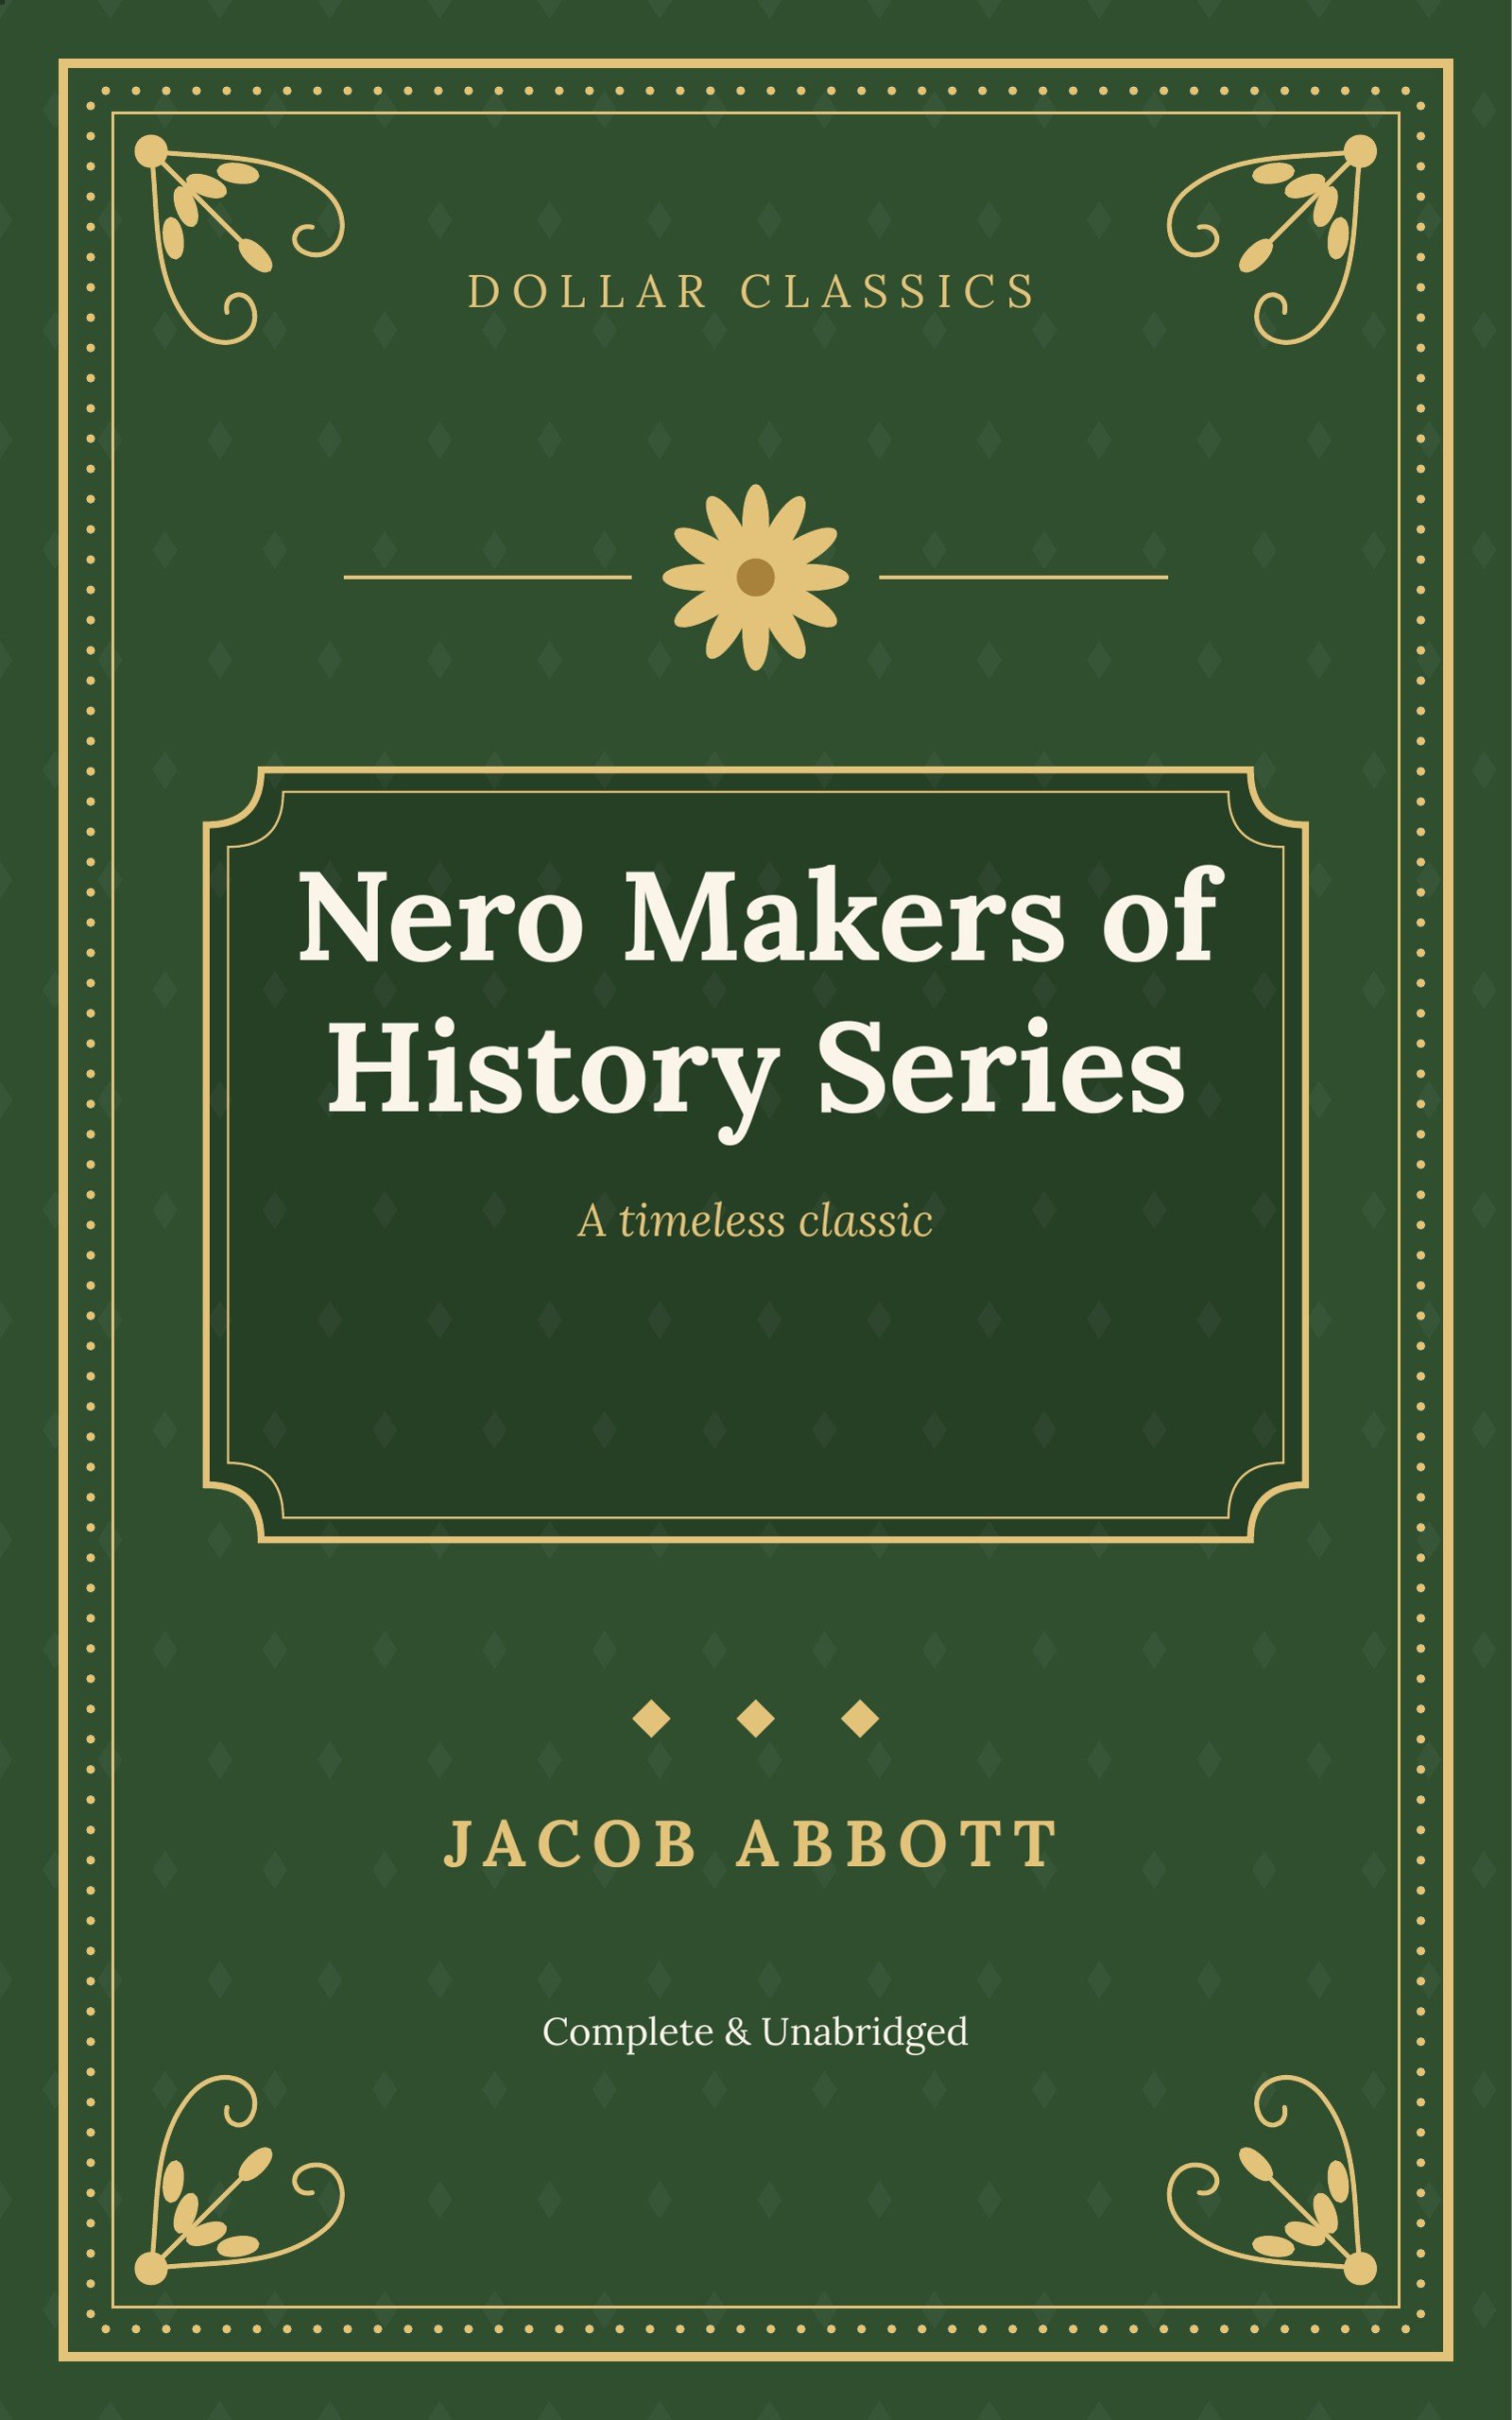 DOLLAR CLASSICS
Nero Makers of
History Series
A timeless classic
JACOB ABBOTT
Complete & Unabridged